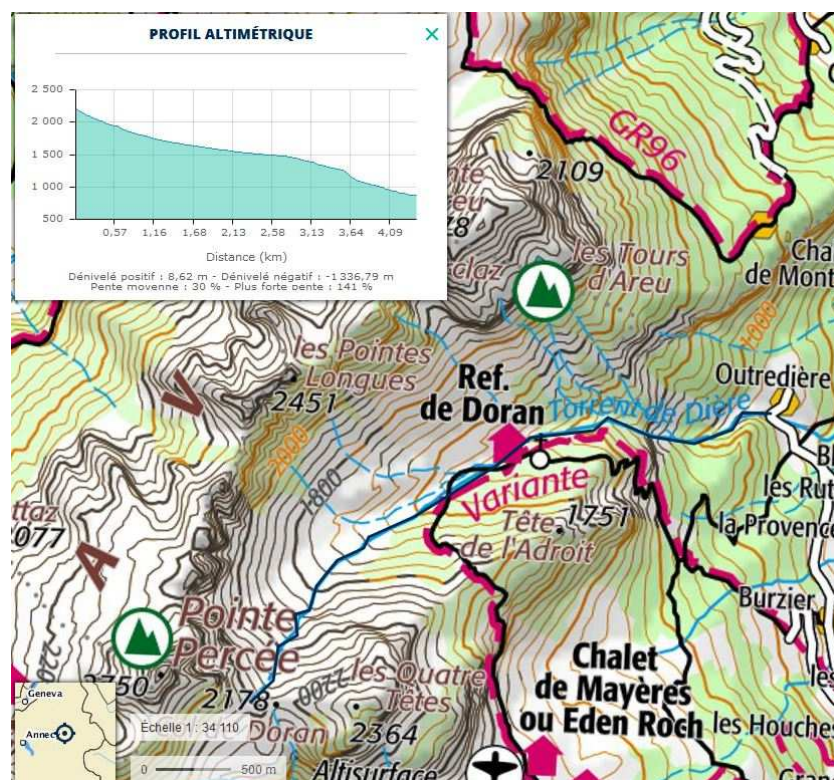 PROFIL ALTIMÉTRIQUE
2 500
2 000
1 500
1 000
500
0,57
1,16
1,68
2,13
2,58
3,13
3,64
4,09
Distance (km)
Dénivelé positif : 8,62 m - Dénivelé négatif : -1336,79 m
Pente moyenne : 30 % - Plus forte pente : 141 %
GR96
2109
les Tours
d'Areu
Cha
de Mont
1000
les Pointes
Longues
2451
Ref.
de Doran
Torrent de Dière
Outredière
V
2000
1800
Variante
Tête
de l'Adroit
1751
les Rut
la Provence
ttaz
077
A
Burzier
Pointe
Percée
2750
2178
Doran
2200
les Quatre
Têtes
2364
Chalet
de Mayères
ou Eden Roch
les Houches
Altisurface
Geneva
Annec
Échelle 1 : 34 110
0
500 m